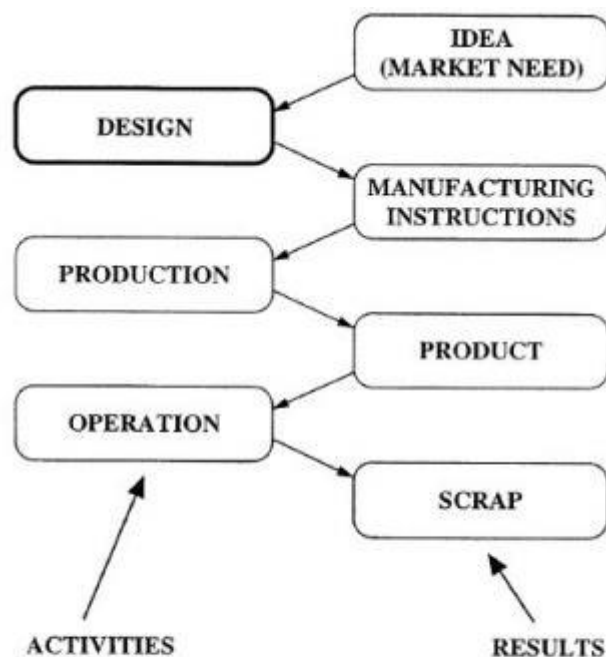 IDEA
(MARKET NEED)
DESIGN
MANUFACTURING
INSTRUCTIONS
PRODUCTION
PRODUCT
OPERATION
SCRAP
ACTIVITIES
RESULTS